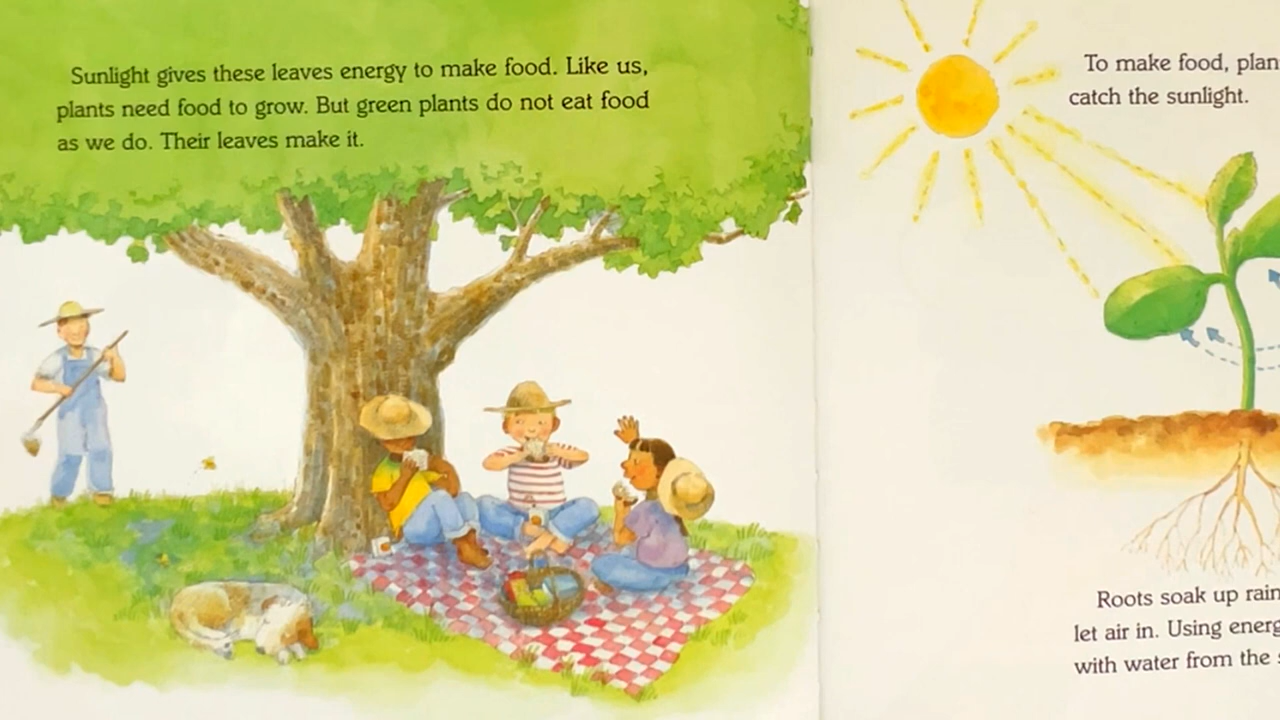 Sunlight gives these leaves energy to make food. Like us,
plants need food to grow. But green plants do not eat food
as we do. Their leaves make it.
To make food, plan
catch the sunlight.
Roots soak up rain
let air in. Using energ
with water from the